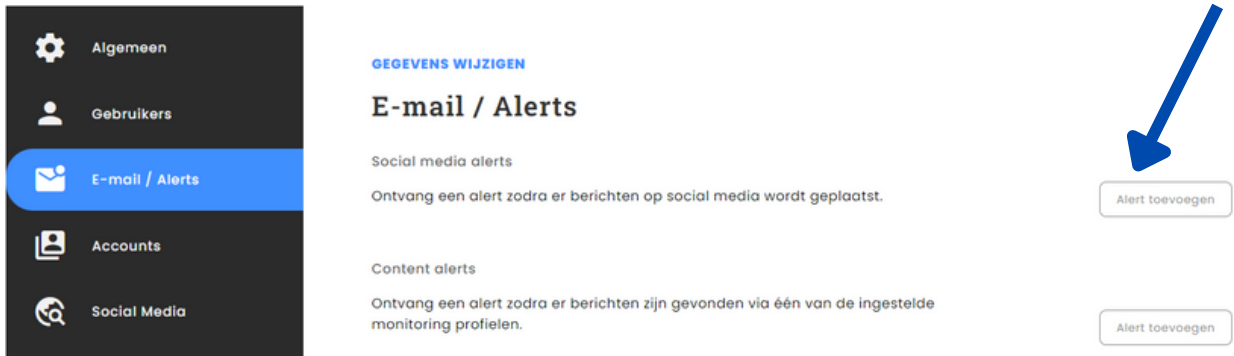 Algemeen
Gebruikers
E-mail / Alerts
Accounts
Social Media
GEGEVENS WIJZIGEN
E-mail / Alerts
Social media alerts
Ontvang een alert zodra er berichten op social media wordt geplaatst.
Alert toevoegen
Content alerts
Ontvang een alert zodra er berichten zijn gevonden via één van de ingestelde
monitoring profielen.
Alert toevoegen